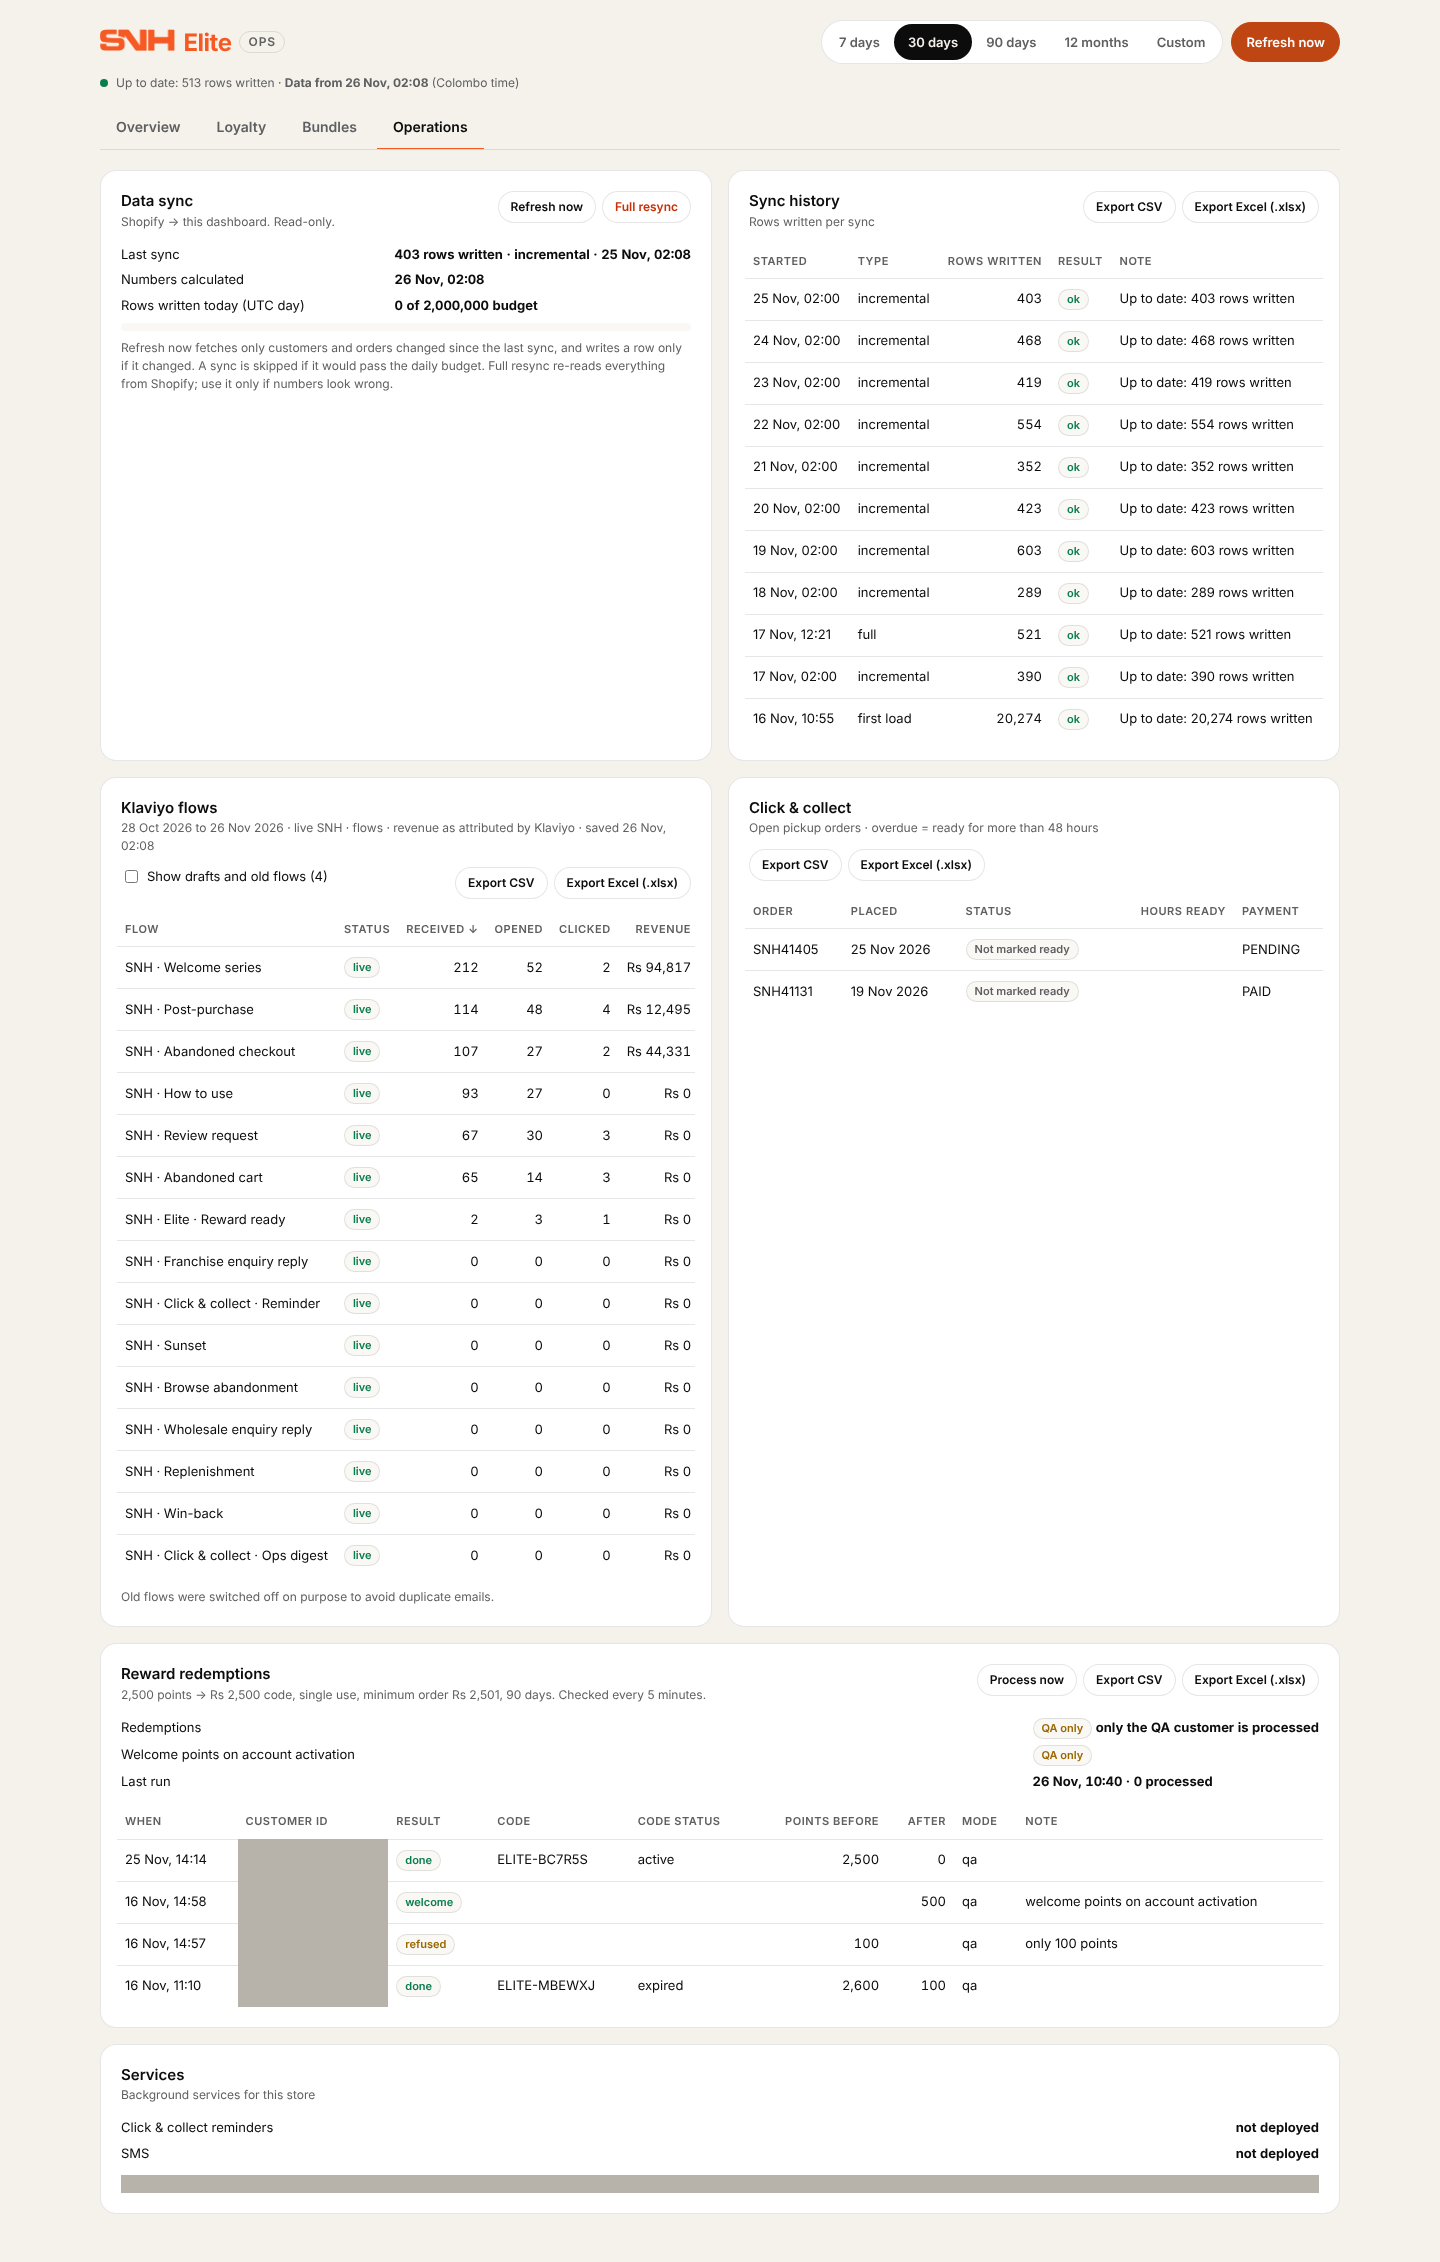 SNH Elite OPS
7 days 30 days 90 days 12 months Custom Refresh now
Up to date: 513 rows written · Data from 26 Nov, 02:08 (Colombo time)
Overview Loyalty Bundles Operations
Data sync
Shopify → this dashboard. Read-only.
Refresh now Full resync
Last sync 403 rows written · incremental · 25 Nov, 02:08
Numbers calculated 26 Nov, 02:08
Rows written today (UTC day) 0 of 2,000,000 budget
Refresh now fetches only customers and orders changed since the last sync, and writes a row only
if it changed. A sync is skipped if it would pass the daily budget. Full resync re-reads everything
from Shopify; use it only if numbers look wrong.
Sync history
Rows written per sync
Export CSV Export Excel (.xlsx)
STARTED TYPE ROWS WRITTEN RESULT NOTE
25 Nov, 02:00 incremental 403 ok Up to date: 403 rows written
24 Nov, 02:00 incremental 468 ok Up to date: 468 rows written
23 Nov, 02:00 incremental 419 ok Up to date: 419 rows written
22 Nov, 02:00 incremental 554 ok Up to date: 554 rows written
21 Nov, 02:00 incremental 352 ok Up to date: 352 rows written
20 Nov, 02:00 incremental 423 ok Up to date: 423 rows written
19 Nov, 02:00 incremental 603 ok Up to date: 603 rows written
18 Nov, 02:00 incremental 289 ok Up to date: 289 rows written
17 Nov, 12:21 full 521 ok Up to date: 521 rows written
17 Nov, 02:00 incremental 390 ok Up to date: 390 rows written
16 Nov, 10:55 first load 20,274 ok Up to date: 20,274 rows written
Klaviyo flows
28 Oct 2026 to 26 Nov 2026 · live SNH · flows · revenue as attributed by Klaviyo · saved 26 Nov,
02:08
Show drafts and old flows (4) Export CSV Export Excel (.xlsx)
FLOW STATUS RECEIVED ↓ OPENED CLICKED REVENUE
SNH · Welcome series live 212 52 2 Rs 94,817
SNH · Post-purchase live 114 48 4 Rs 12,495
SNH · Abandoned checkout live 107 27 2 Rs 44,331
SNH · How to use live 93 27 0 Rs 0
SNH · Review request live 67 30 3 Rs 0
SNH · Abandoned cart live 65 14 3 Rs 0
SNH · Elite · Reward ready live 2 3 1 Rs 0
SNH · Franchise enquiry reply live 0 0 0 Rs 0
SNH · Click & collect · Reminder live 0 0 0 Rs 0
SNH · Sunset live 0 0 0 Rs 0
SNH · Browse abandonment live 0 0 0 Rs 0
SNH · Wholesale enquiry reply live 0 0 0 Rs 0
SNH · Replenishment live 0 0 0 Rs 0
SNH · Win-back live 0 0 0 Rs 0
SNH · Click & collect · Ops digest live 0 0 0 Rs 0
Old flows were switched off on purpose to avoid duplicate emails.
Click & collect
Open pickup orders · overdue = ready for more than 48 hours
Export CSV Export Excel (.xlsx)
ORDER PLACED STATUS HOURS READY PAYMENT
SNH41405 25 Nov 2026 Not marked ready PENDING
SNH41131 19 Nov 2026 Not marked ready PAID
Reward redemptions
2,500 points → Rs 2,500 code, single use, minimum order Rs 2,501, 90 days. Checked every 5 minutes.
Process now Export CSV Export Excel (.xlsx)
Redemptions QA only only the QA customer is processed
Welcome points on account activation QA only
Last run 26 Nov, 10:40 · 0 processed
WHEN CUSTOMER ID RESULT CODE CODE STATUS POINTS BEFORE AFTER MODE NOTE
25 Nov, 14:14 done ELITE-BC7R5S active 2,500 0 qa
16 Nov, 14:58 welcome 500 qa welcome points on account activation
16 Nov, 14:57 refused 100 qa only 100 points
16 Nov, 11:10 done ELITE-MBEWXJ expired 2,600 100 qa
Services
Background services for this store
Click & collect reminders not deployed
SMS not deployed